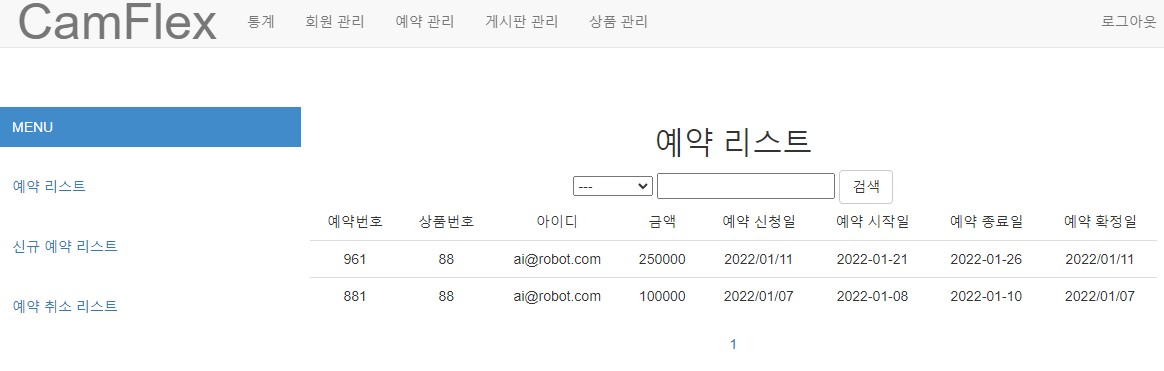 CamFlex 통계 회원 관리 예약 관리 게시판 관리 상품 관리 로그아웃
MENU
예약 리스트
신규 예약 리스트
예약 취소 리스트
예약 리스트
--- 검색
예약번호 상품번호 아이디 금액 예약 신청일 예약 시작일 예약 종료일 예약 확정일
961 88 ai@robot.com 250000 2022/01/11 2022-01-21 2022-01-26 2022/01/11
881 88 ai@robot.com 100000 2022/01/07 2022-01-08 2022-01-10 2022/01/07
1